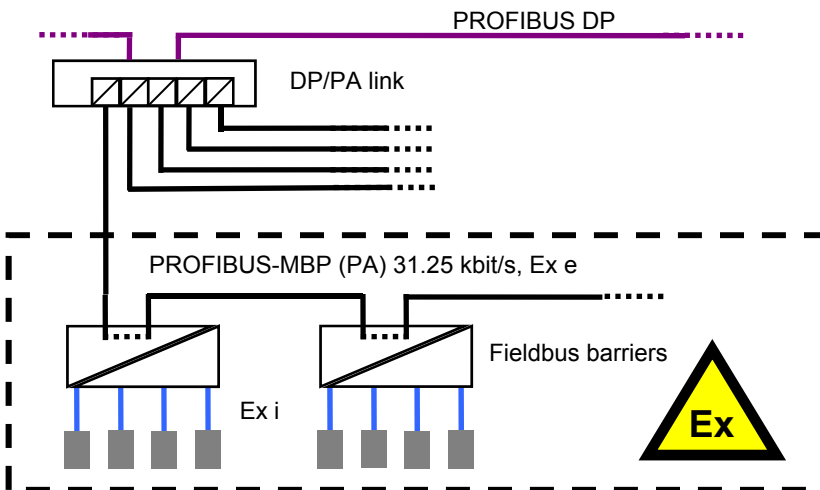 PROFIBUS DP
DP/PA link
PROFIBUS-MBP (PA) 31.25 kbit/s, Ex e
Fieldbus barriers
Ex i
Ex